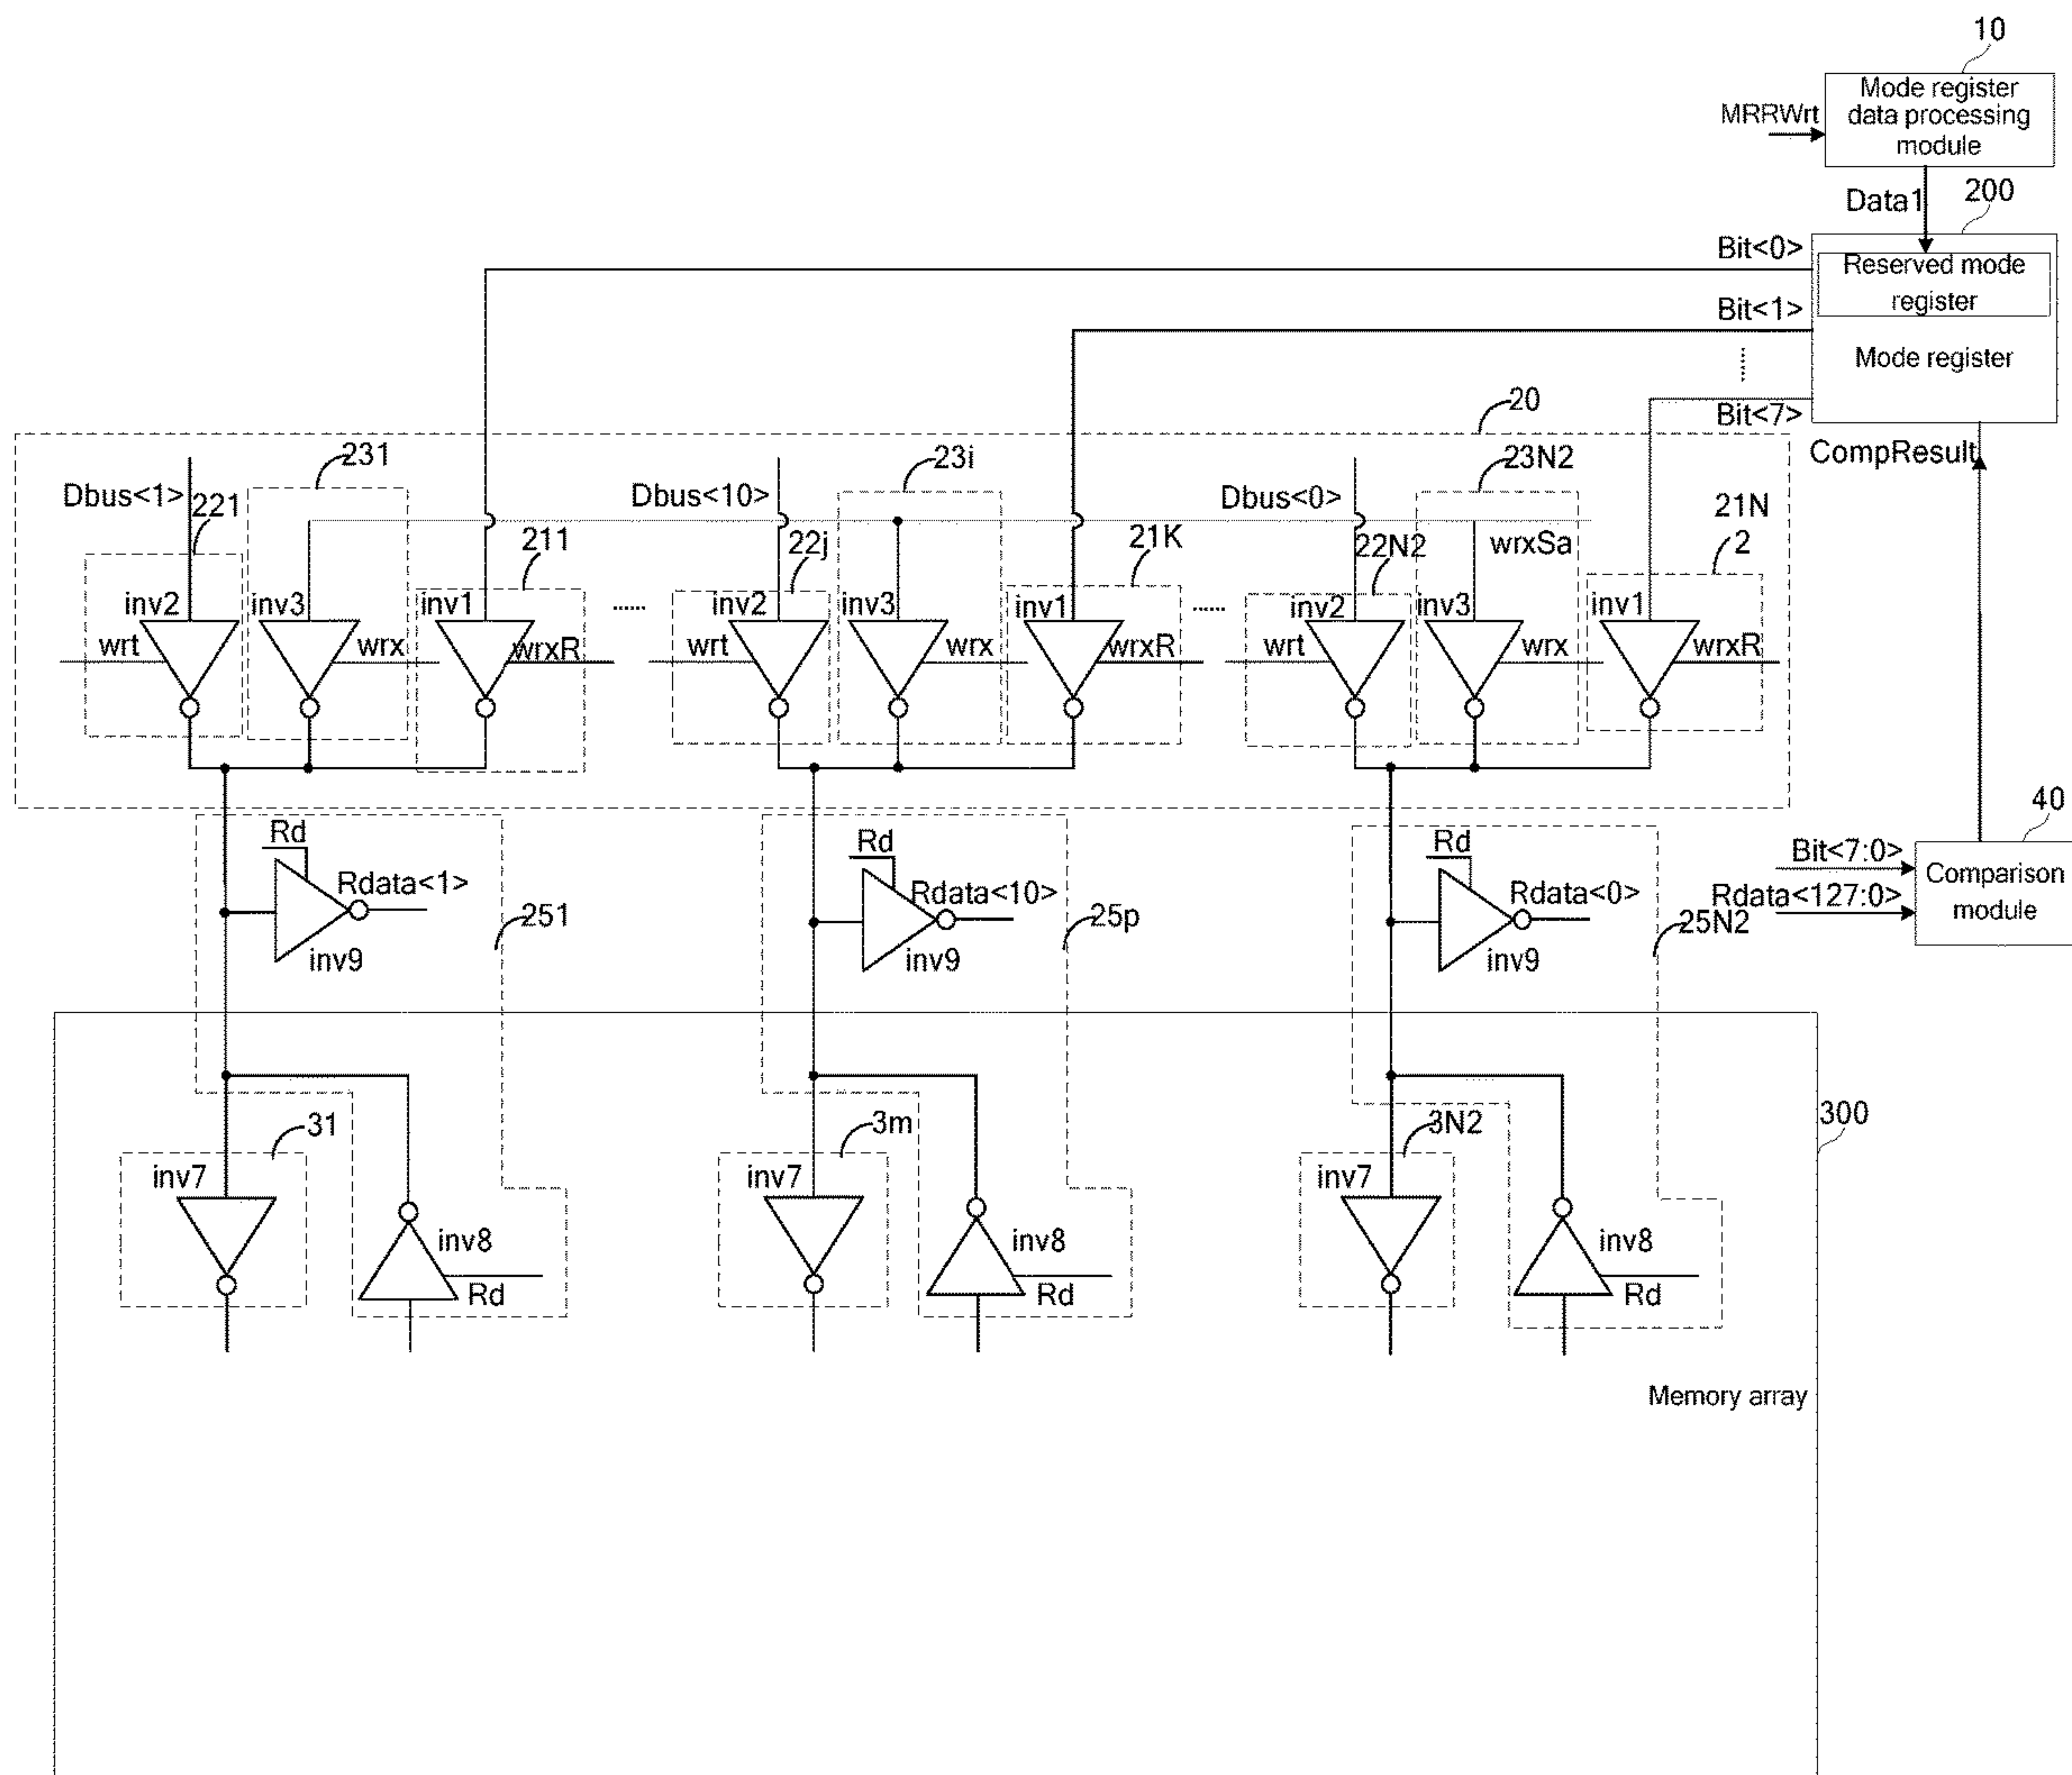 10
Mode register
data processing
module
MRRWrt
Data1
200
Bit<0>
Reserved mode
register
Bit<1>
Mode register
Bit<7>
20
CompResult
231
23i
23N2
Dbus<1>
221
Dbus<10>
Dbus<0>
21N
2
211
22j
21K
22N2
wrxSa
inv2
inv3
inv1
......
inv2
inv3
inv1
......
inv2
inv3
inv1
wrt
wrx
wrxR
wrt
wrx
wrxR
wrt
wrx
wrxR
40
Rd
Rd
Rd
Bit<7:0>
Comparison
module
Rdata<1>
Rdata<10>
Rdata<0>
Rdata<127:0>
251
25p
25N2
inv9
inv9
inv9
300
31
3m
3N2
inv7
inv7
inv7
inv8
inv8
inv8
Rd
Rd
Rd
Memory array